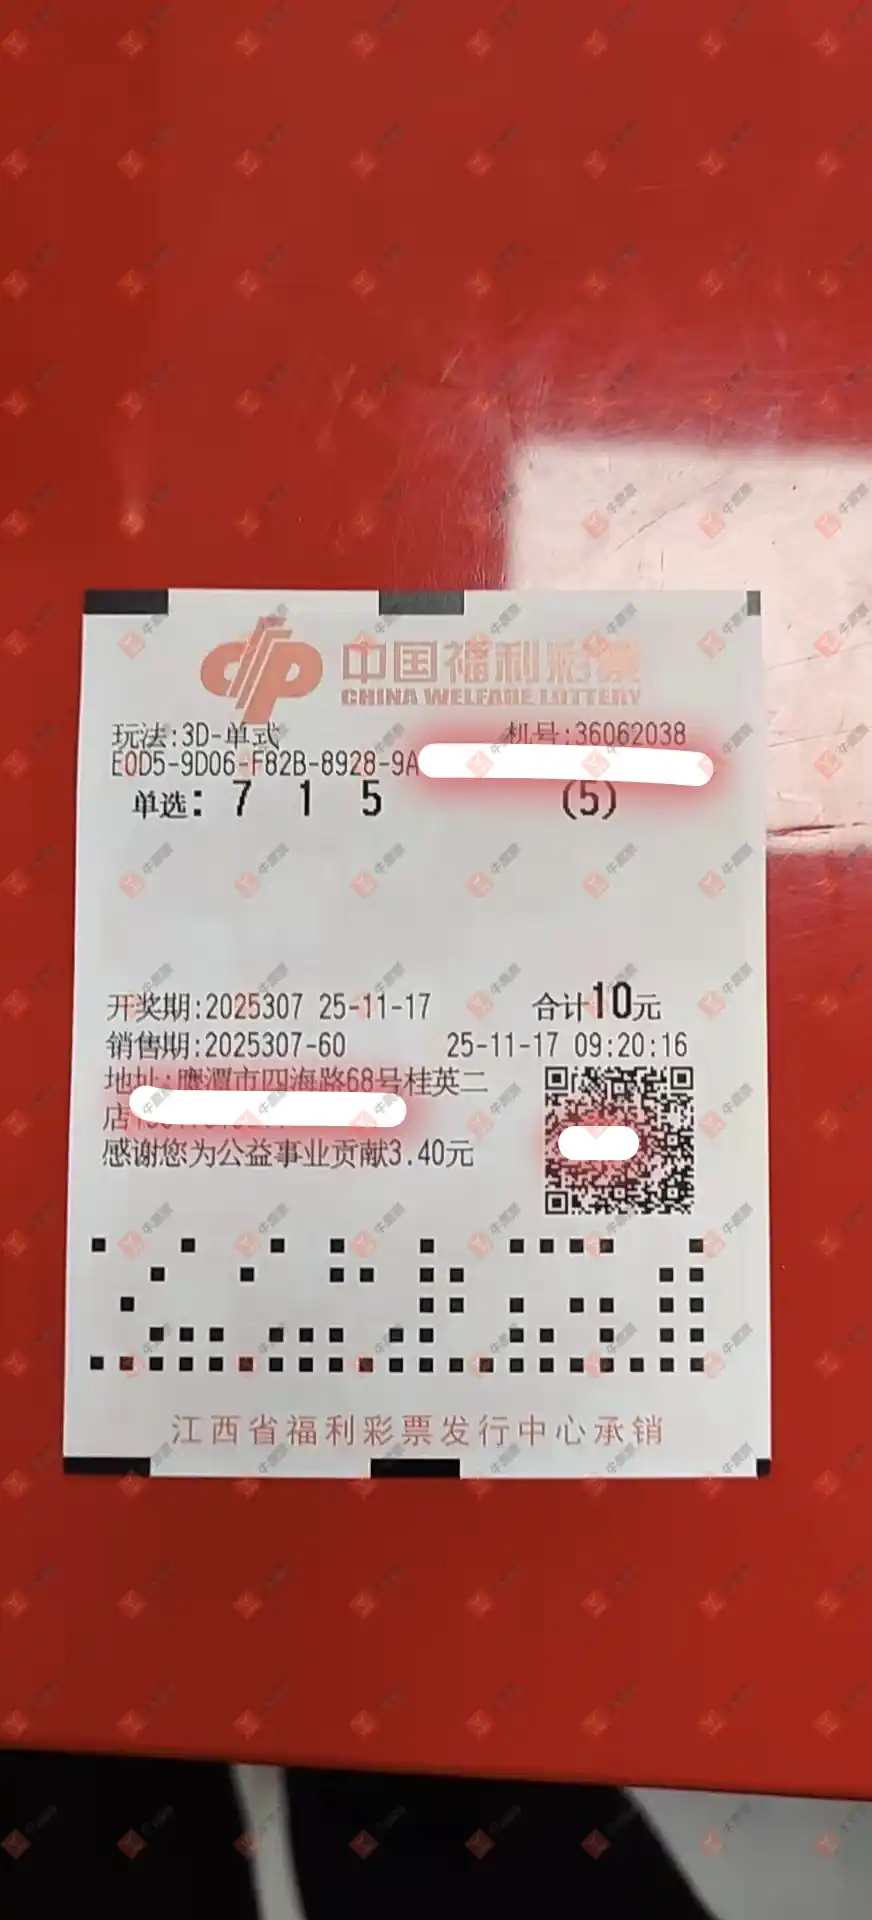 中国福利彩票
CHINA WELFARE LOTTERY
玩法:3D-单式 机号:36062038
E0D5-9D06-F82B-8928-9A
单选: 7 1 5 (5)
开奖期:2025307 25-11-17 合计10元
销售期:2025307-60 25-11-17 09:20:16
地址:鹰潭市四海路68号桂英二
店
感谢您为公益事业贡献3.40元
江西省福利彩票发行中心承销